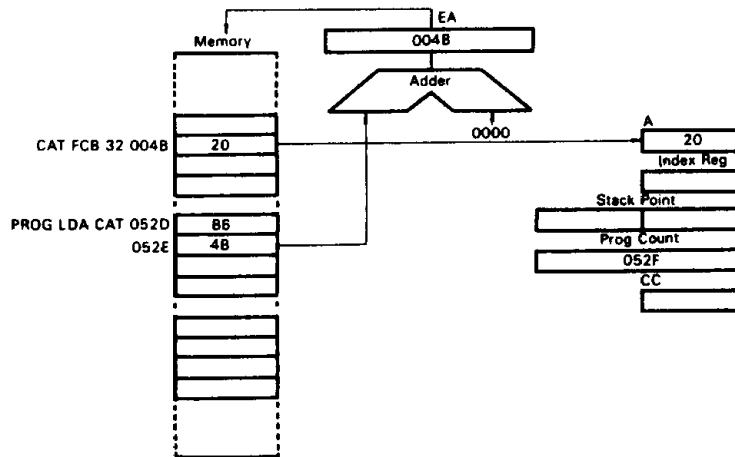 EA
Memory
004B
Adder
0000
A
CAT FCB 32 004B
20
20
Index Reg
Stack Point
PROG LDA CAT 052D
B6
Prog Count
052E
4B
052F
CC